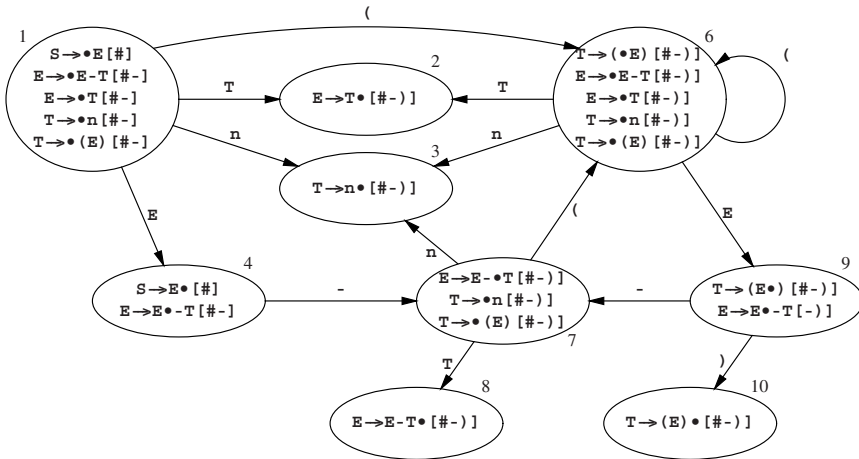 (
1
S→•E[#]
E→•E-T[#-]
E→•T[#-]
T→•n[#-]
T→•(E)[#-]
6
T→(•E)[#-)]
E→•E-T[#-)]
E→•T[#-)]
T→•n[#-)]
T→•(E)[#-)]
(
2
E→T•[#-)]
T
T
n
n
3
T→n•[#-)]
E
(
E
n
4
S→E•[#]
E→E•-T[#-]
-
E→E-•T[#-)]
T→•n[#-)]
T→•(E)[#-)]
7
-
9
T→(E•)[#-)]
E→E•-T[-)]
T
)
8
E→E-T•[#-)]
10
T→(E)•[#-)]